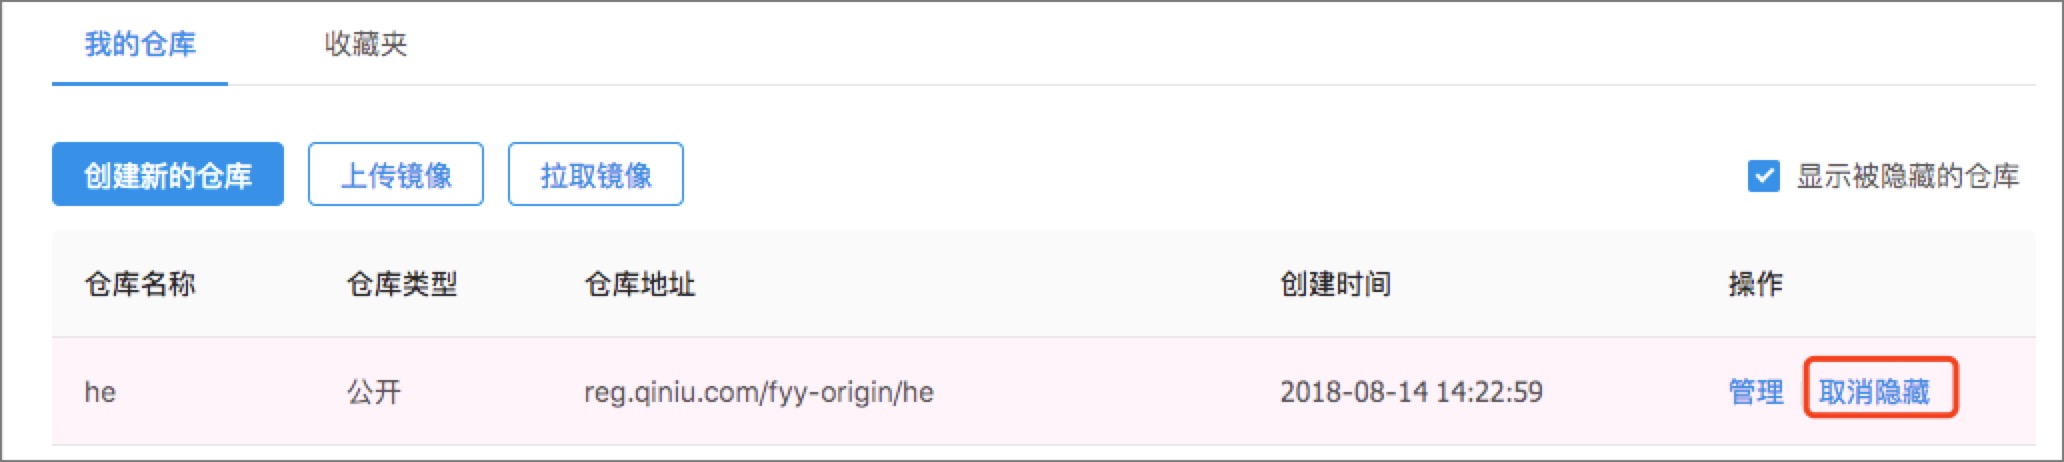 我的仓库 收藏夹
创建新的仓库 上传镜像 拉取镜像 显示被隐藏的仓库
仓库名称 仓库类型 仓库地址 创建时间 操作
he 公开 reg.qiniu.com/fyy-origin/he 2018-08-14 14:22:59 管理 取消隐藏